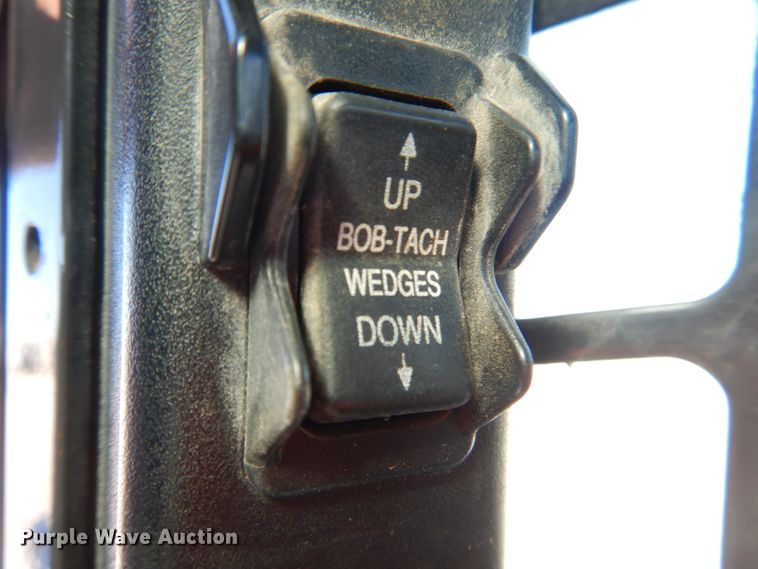 UP
BOB-TACH
WEDGES
DOWN
Purple Wave Auction